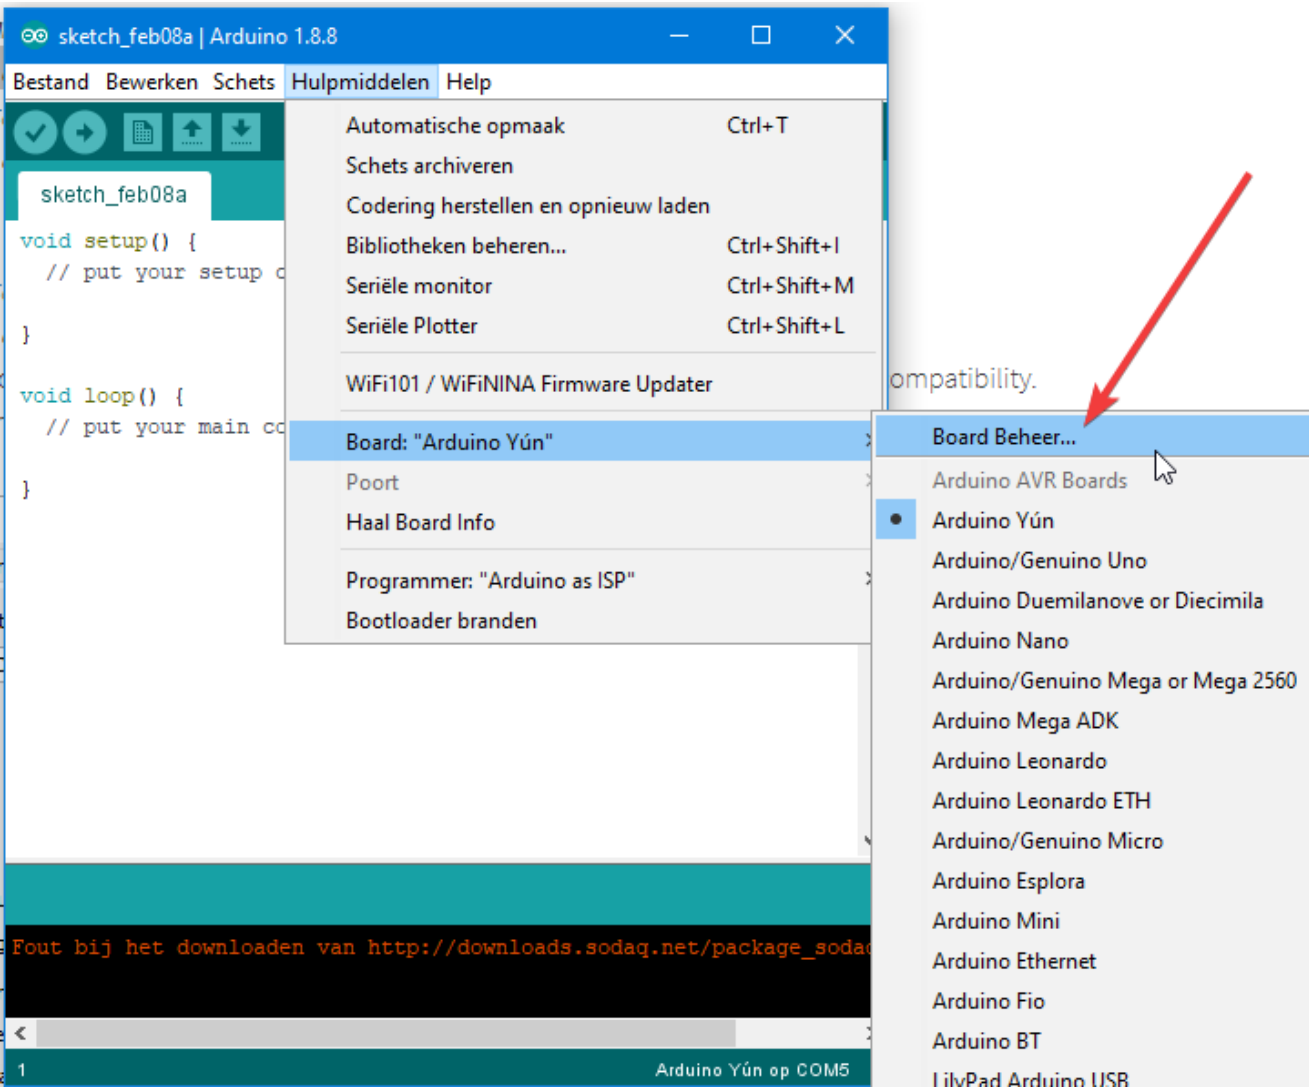 sketch_feb08a | Arduino 1.8.8
Bestand Bewerken Schets Hulpmiddelen Help
Automatische opmaak Ctrl+T
Schets archiveren
Codering herstellen en opnieuw laden
Bibliotheken beheren... Ctrl+Shift+I
Seriële monitor Ctrl+Shift+M
Seriële Plotter Ctrl+Shift+L
WiFi101 / WiFiNINA Firmware Updater
Board: "Arduino Yún"
Poort
Haal Board Info
Programmer: "Arduino as ISP"
Bootloader branden
sketch_feb08a
void setup() {
// put your setup c
}
void loop() {
// put your main co
}
ompatibility.
Board Beheer...
Arduino AVR Boards
Arduino Yún
Arduino/Genuino Uno
Arduino Duemilanove or Diecimila
Arduino Nano
Arduino/Genuino Mega or Mega 2560
Arduino Mega ADK
Arduino Leonardo
Arduino Leonardo ETH
Arduino/Genuino Micro
Arduino Esplora
Arduino Mini
Arduino Ethernet
Arduino Fio
Arduino BT
LilyPad Arduino USB
Fout bij het downloaden van http://downloads.sodaq.net/package_sodaq
1
Arduino Yún op COM5